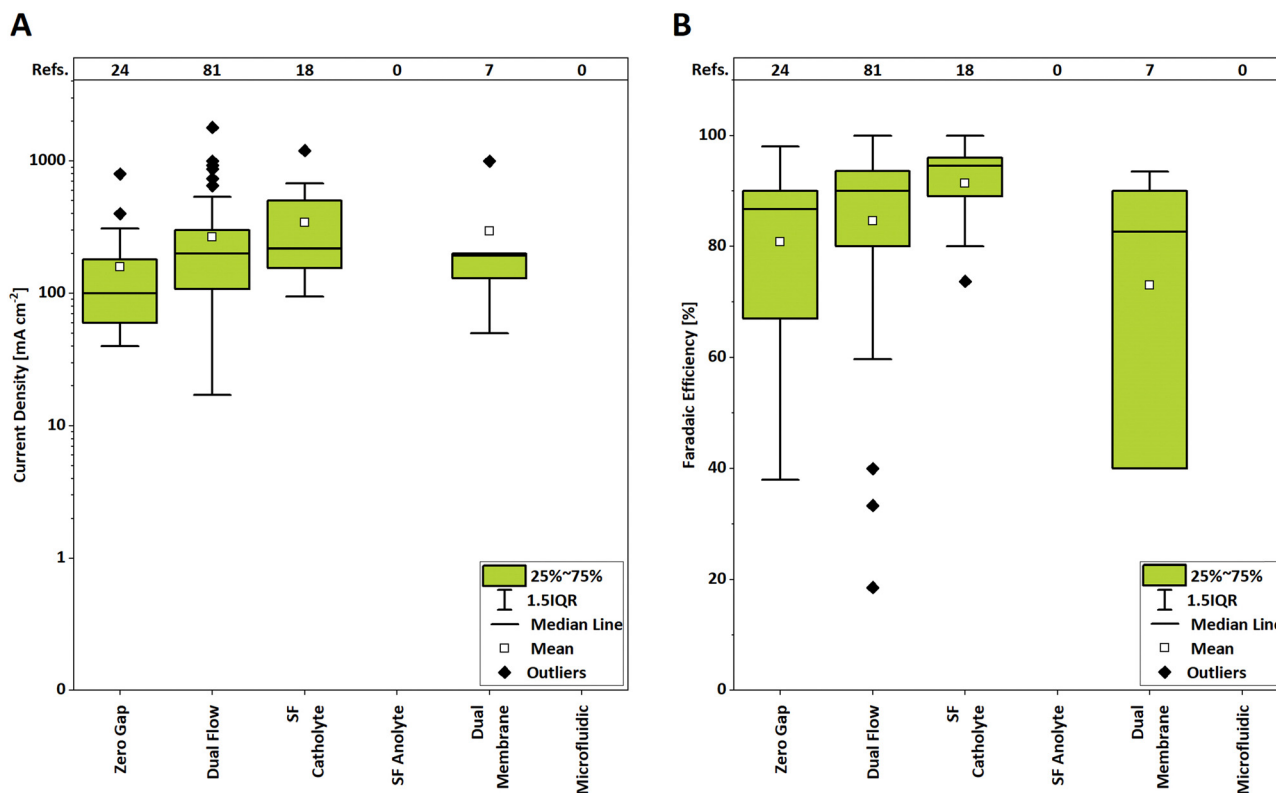 A
Refs. 24 81 18 0 7 0
1000
100
10
1
0
Current Density [mA cm⁻²]
25%~75%
1.5IQR
Median Line
Mean
Outliers
Zero Gap
Dual Flow
SF
Catholyte
SF Anolyte
Dual
Membrane
Microfluidic
B
Refs. 24 81 18 0 7 0
100
80
60
40
20
0
Faradaic Efficiency [%]
25%~75%
1.5IQR
Median Line
Mean
Outliers
Zero Gap
Dual Flow
SF
Catholyte
SF Anolyte
Dual
Membrane
Microfluidic